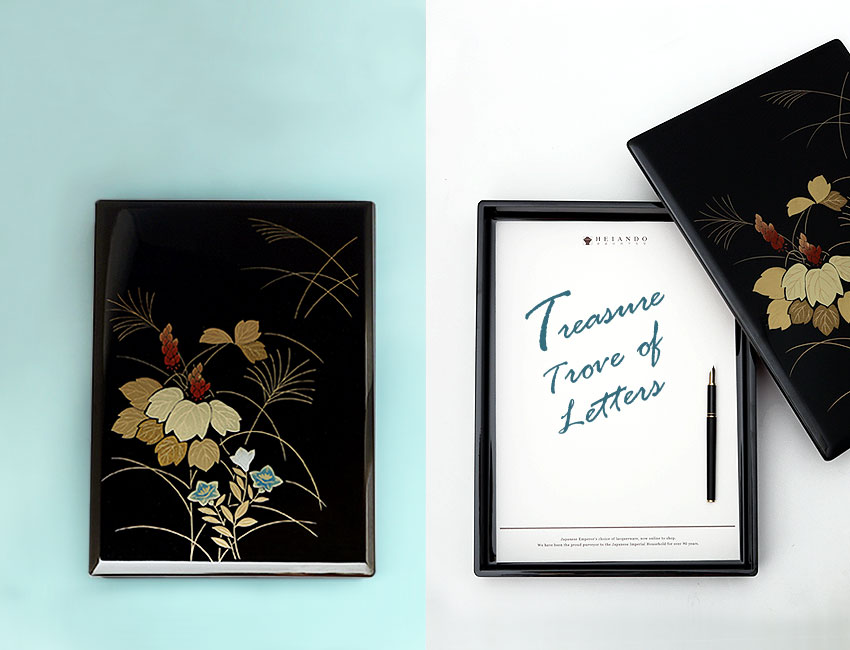 HEIANDO
Treasure
Trove of
Letters
Japanese Emperor's choice of lacquerware, now online to shop.
We have been the proud purveyor to the Japanese Imperial Household for over 90 years.